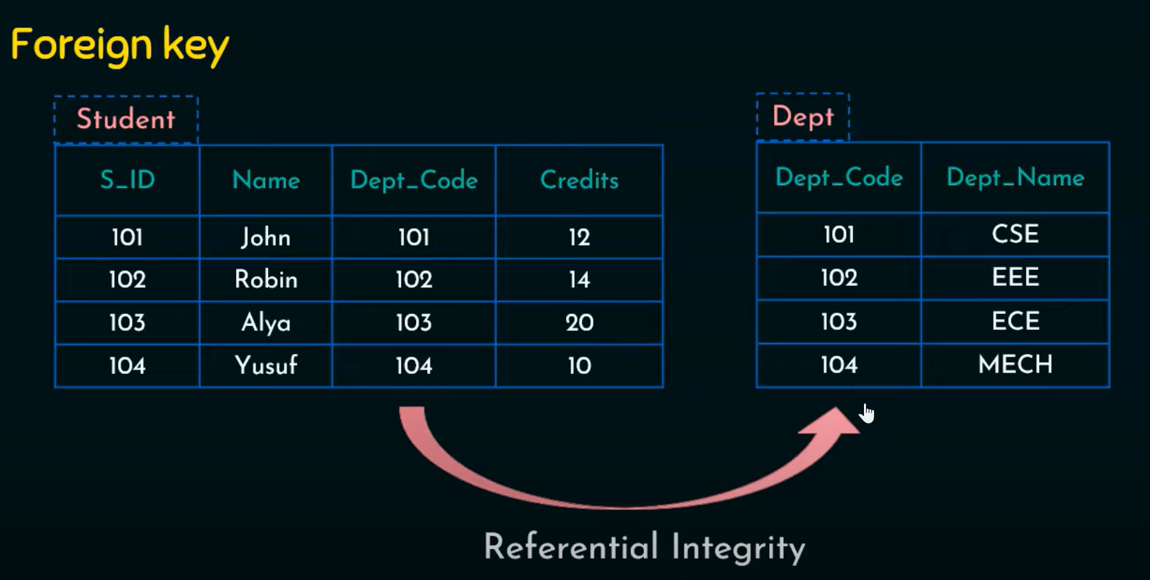 Foreign key
Student
S_ID Name Dept_Code Credits
101 John 101 12
102 Robin 102 14
103 Alya 103 20
104 Yusuf 104 10
Dept
Dept_Code Dept_Name
101 CSE
102 EEE
103 ECE
104 MECH
Referential Integrity